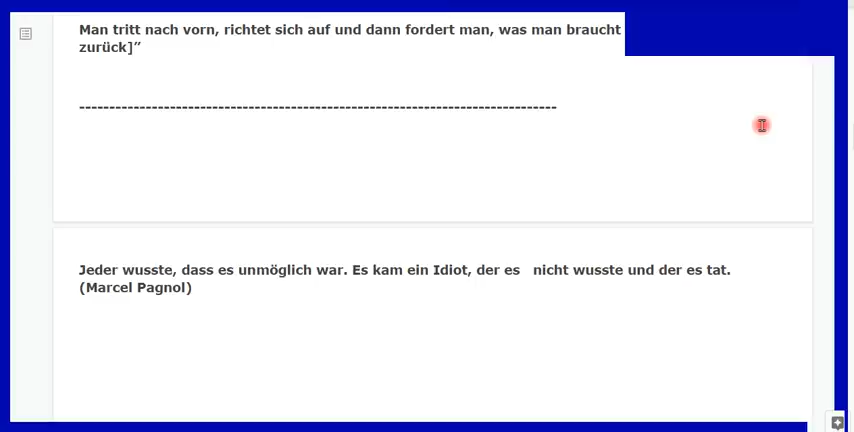 Man tritt nach vorn, richtet sich auf und dann fordert man, was man braucht
zurück]”
--------------------------------------------------------------------------------
Jeder wusste, dass es unmöglich war. Es kam ein Idiot, der es   nicht wusste und der es tat.
(Marcel Pagnol)